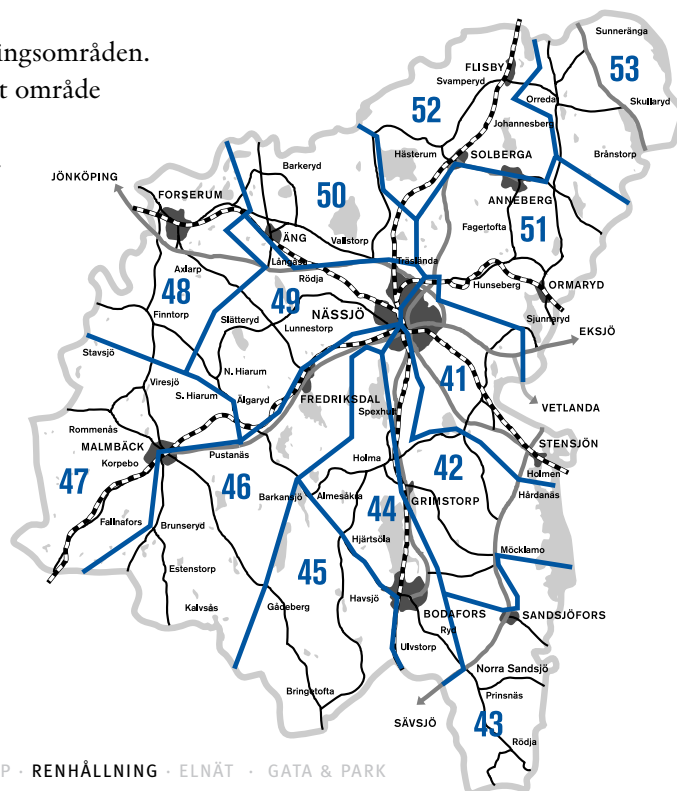 ingsområden.
t område
Sunneränga
53
FLISBY
Svamperyd
52
Orreda
Skullaryd
Johannesberg
Hästerum
SOLBERGA
Brånstorp
Barkeryd
JÖNKÖPING
50
FORSERUM
ANNEBERG
51
Fagertofta
ÄNG
Vallstorp
Långåsa
Träslända
Axlarp
Rödja
Hunseberg
ORMARYD
48
49
Finntorp
NÄSSJÖ
Slätteryd
Lunnestorp
Sjunnaryd
EKSJÖ
Stavsjö
N. Hiarum
41
Viresjö
S. Hiarum
Älgaryd
FREDRIKSDAL
Spexhult
VETLANDA
Rommenäs
STENSJÖN
MALMBÄCK
Pustanäs
Korpebo
Holma
42
Holmen
47
46
Barkansjö
Almesåkra
Hårdanäs
44
GRIMSTORP
Fallnafors
Brunseryd
Hjärtsöla
Möcklamo
Estenstorp
45
Kalvsås
Gådeberg
Havsjö
BODAFORS
SANDSJÖFORS
Ryd
Ulvstorp
Norra Sandsjö
Bringetofta
Prinsnäs
SÄVSJÖ
43
Rödja
P · RENHÅLLNING · ELNÄT · GATA & PARK